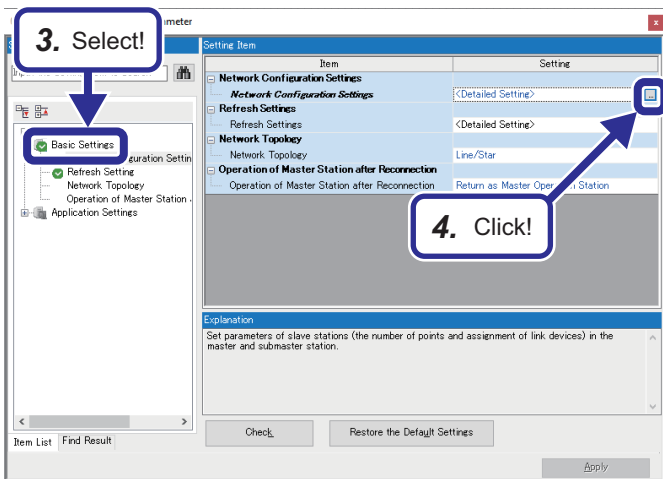 3. Select!
meter
Setting Item
Item Setting
Network Configuration Settings
Network Configuration Settings <Detailed Setting>
Refresh Settings
Refresh Settings <Detailed Setting>
Network Topology
Network Topology Line/Star
Operation of Master Station after Reconnection
Operation of Master Station after Reconnection Return as Master Station
Basic Settings
guration Settin
Refresh Setting
Network Topology
Operation of Master Station
Application Settings
4. Click!
Explanation
Set parameters of slave stations (the number of points and assignment of link devices) in the
master and submaster station.
Check
Restore the Default Settings
Item List Find Result
Apply